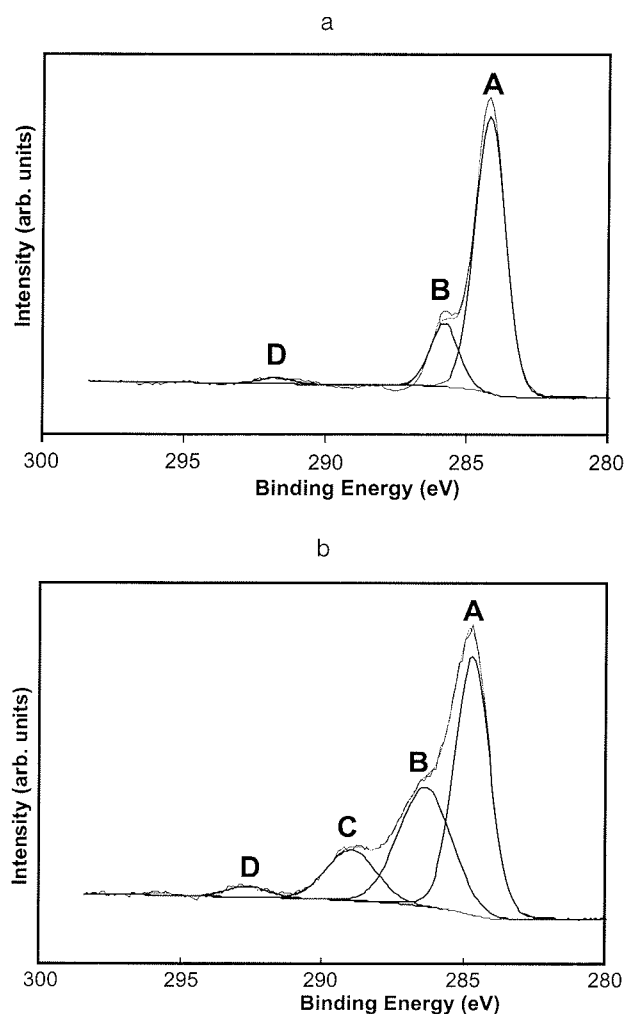 a
A
B
D
Intensity (arb. units)
300 295 290 285 280
Binding Energy (eV)
b
A
B
C
D
Intensity (arb. units)
300 295 290 285 280
Binding Energy (eV)